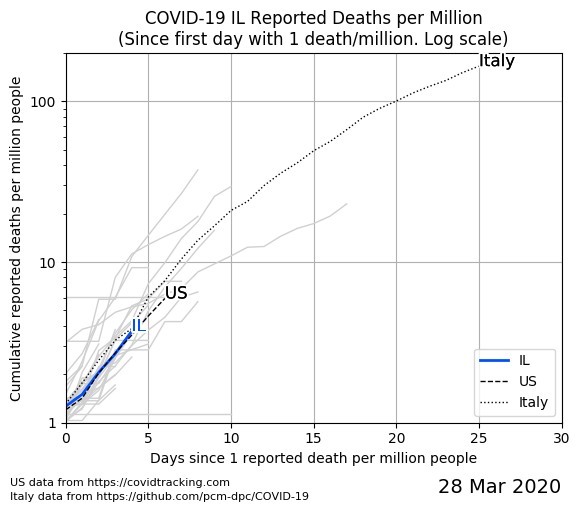 COVID-19 IL Reported Deaths per Million
(Since first day with 1 death/million. Log scale)
Cumulative reported deaths per million people
100
10
1
Italy
US
IL
IL
US
Italy
0 5 10 15 20 25 30
Days since 1 reported death per million people
US data from https://covidtracking.com
Italy data from https://github.com/pcm-dpc/COVID-19
28 Mar 2020